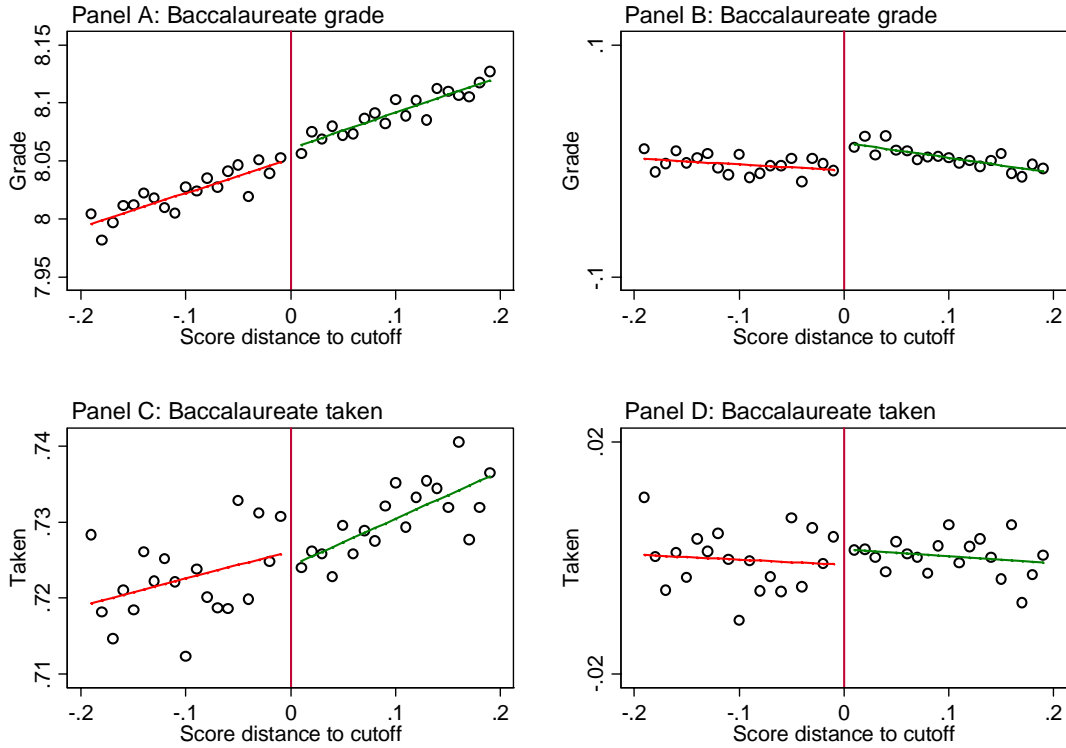 Panel A: Baccalaureate grade
Grade
8.15
8.1
8.05
8
7.95
-.2 -.1 0 .1 .2
Score distance to cutoff
Panel B: Baccalaureate grade
Grade
.1
-.1
-.2 -.1 0 .1 .2
Score distance to cutoff
Panel C: Baccalaureate taken
Taken
.74
.73
.72
.71
-.2 -.1 0 .1 .2
Score distance to cutoff
Panel D: Baccalaureate taken
Taken
.02
-.02
-.2 -.1 0 .1 .2
Score distance to cutoff